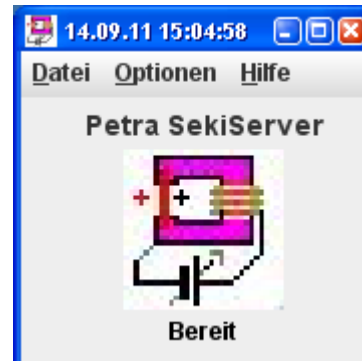 14.09.11 15:04:58
Datei Optionen Hilfe
Petra SekiServer
+ +
Bereit